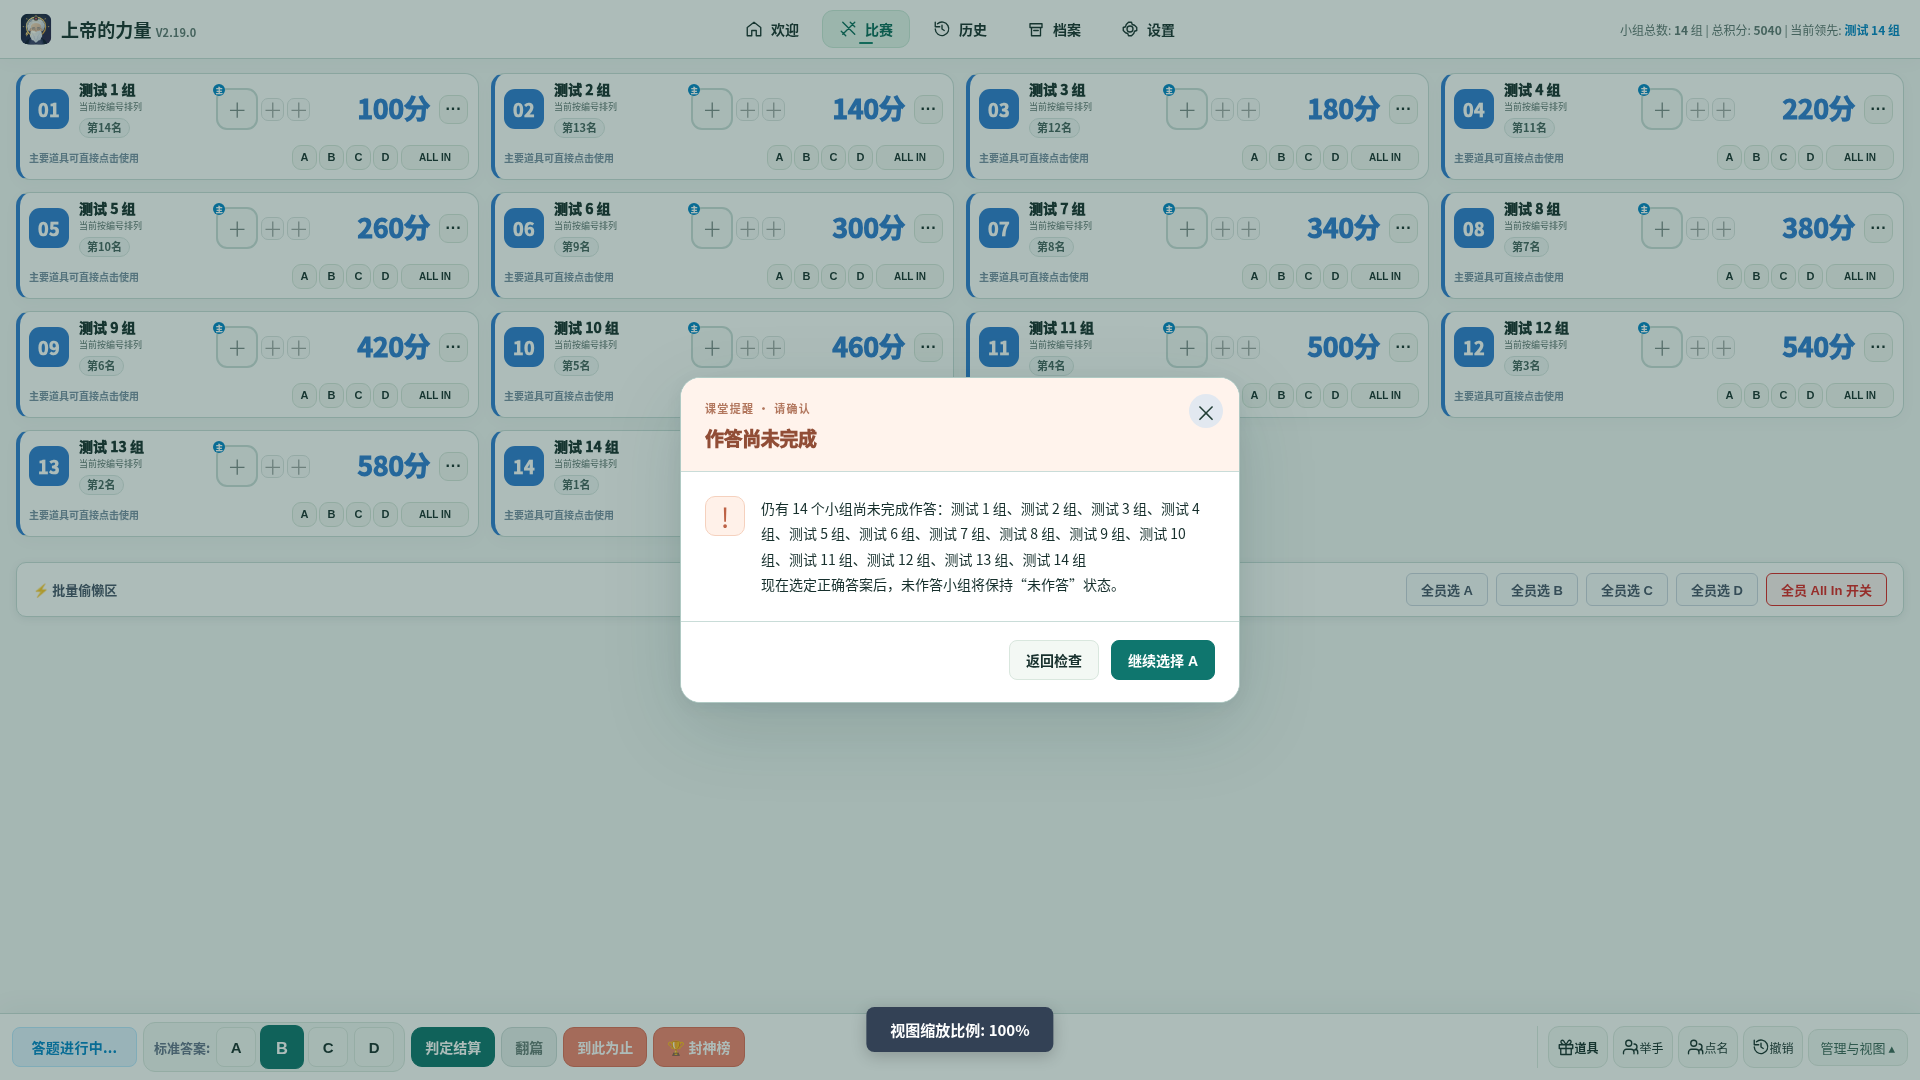 上帝的力量 V2.19.0
欢迎
比赛
历史
档案
设置
小组总数: 14 组 | 总积分: 5040 | 当前领先: 测试 14 组
01
测试 1 组
当前按编号排列
第14名
主
100分
主要道具可直接点击使用
A B C D ALL IN
02
测试 2 组
当前按编号排列
第13名
主
140分
主要道具可直接点击使用
A B C D ALL IN
03
测试 3 组
当前按编号排列
第12名
主
180分
主要道具可直接点击使用
A B C D ALL IN
04
测试 4 组
当前按编号排列
第11名
主
220分
主要道具可直接点击使用
A B C D ALL IN
05
测试 5 组
当前按编号排列
第10名
主
260分
主要道具可直接点击使用
A B C D ALL IN
06
测试 6 组
当前按编号排列
第9名
主
300分
主要道具可直接点击使用
A B C D ALL IN
07
测试 7 组
当前按编号排列
第8名
主
340分
主要道具可直接点击使用
A B C D ALL IN
08
测试 8 组
当前按编号排列
第7名
主
380分
主要道具可直接点击使用
A B C D ALL IN
09
测试 9 组
当前按编号排列
第6名
主
420分
主要道具可直接点击使用
A B C D ALL IN
10
测试 10 组
当前按编号排列
第5名
主
460分
主要道具可直接点击使用
11
测试 11 组
当前按编号排列
第4名
主
500分
A B C D ALL IN
12
测试 12 组
当前按编号排列
第3名
主
540分
主要道具可直接点击使用
A B C D ALL IN
13
测试 13 组
当前按编号排列
第2名
主
580分
主要道具可直接点击使用
A B C D ALL IN
14
测试 14 组
当前按编号排列
第1名
主要道具可直接点击使用
课堂提醒 · 请确认
作答尚未完成
仍有 14 个小组尚未完成作答：测试 1 组、测试 2 组、测试 3 组、测试 4
组、测试 5 组、测试 6 组、测试 7 组、测试 8 组、测试 9 组、测试 10
组、测试 11 组、测试 12 组、测试 13 组、测试 14 组
现在选定正确答案后，未作答小组将保持“未作答”状态。
返回检查
继续选择 A
⚡ 批量偷懒区
全员选 A
全员选 B
全员选 C
全员选 D
全员 All In 开关
视图缩放比例: 100%
答题进行中...
标准答案: A B C D
判定结算
翻篇
到此为止
🏆 封神榜
道具
举手
点名
撤销
管理与视图 ▴